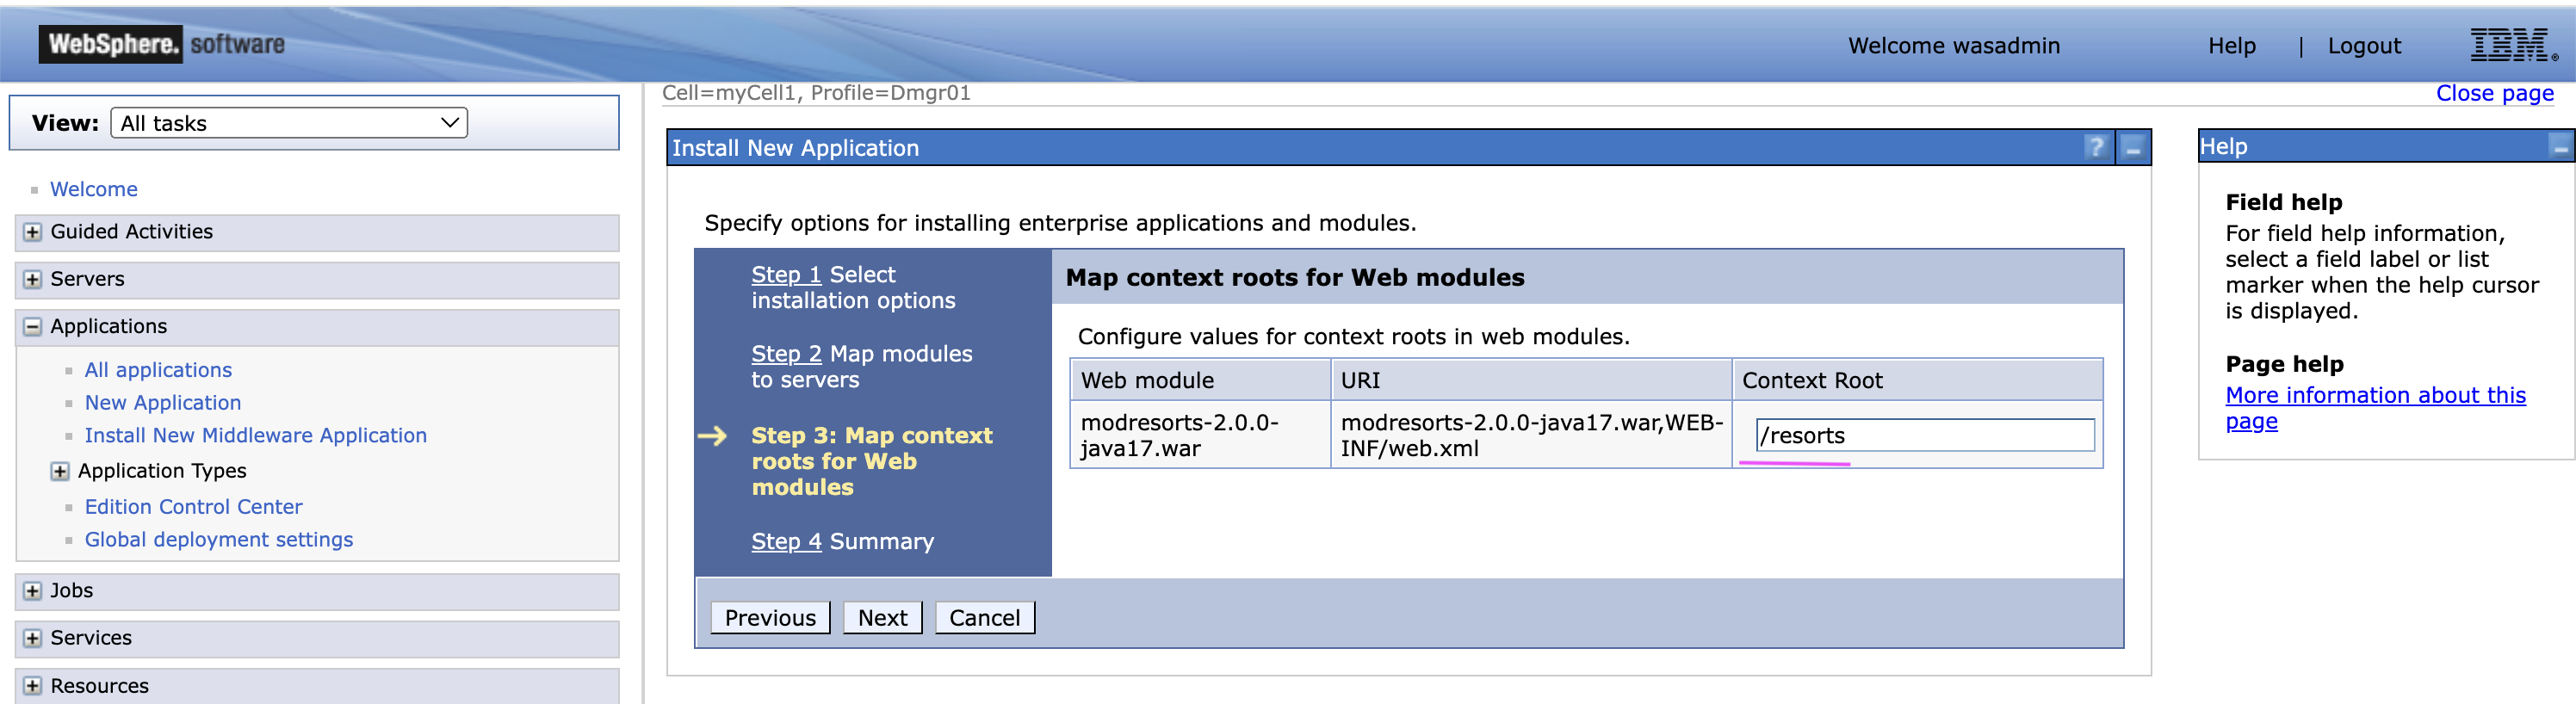 WebSphere. software
Welcome wasadmin
Help | Logout
IBM®
View: All tasks
Welcome
Guided Activities
Servers
Applications
All applications
New Application
Install New Middleware Application
Application Types
Edition Control Center
Global deployment settings
Jobs
Services
Resources
Cell=myCell1, Profile=Dmgr01
Close page
Install New Application
?
Specify options for installing enterprise applications and modules.
Step 1 Select
installation options
Step 2 Map modules
to servers
Step 3: Map context
roots for Web
modules
Step 4 Summary
Map context roots for Web modules
Configure values for context roots in web modules.
Web module URI Context Root
modresorts-2.0.0-
java17.war
modresorts-2.0.0-java17.war,WEB-
INF/web.xml
/resorts
Previous Next Cancel
Help
Field help
For field help information,
select a field label or list
marker when the help cursor
is displayed.
Page help
More information about this
page